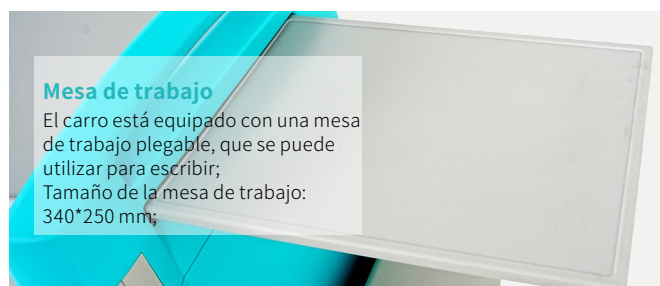 Mesa de trabajo
El carro está equipado con una mesa
de trabajo plegable, que se puede
utilizar para escribir;
Tamaño de la mesa de trabajo:
340*250 mm;